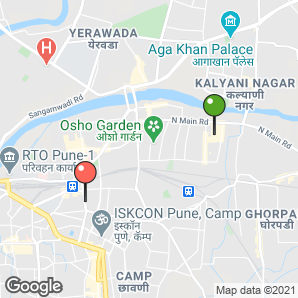 YERAWADA
येरवडा
Aga Khan Palace
आगाखान पॅलेस
H
KALYANI NAGAR
कल्याणी
नगर
Sangamwadi Rd
N Main Rd
N Main Rd
Osho Garden
ओशो गार्डन
RTO Pune-1
परिवहन कार्या
ISKCON Pune, Camp
इस्कॉन
पुणे, कॅम्प
GHORPA
घोरपडी
CAMP
छावणी
Google
Map data ©2021